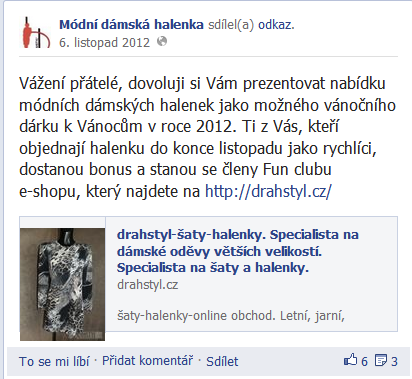 Módní dámská halenka sdílel(a) odkaz.
6. listopad 2012
Vážení přátelé, dovoluji si Vám prezentovat nabídku
módních dámských halenek jako možného vánočního
dárku k Vánocům v roce 2012. Ti z Vás, kteří
objednají halenku do konce listopadu jako rychlíci,
dostanou bonus a stanou se členy Fun clubu
e-shopu, který najdete na http://drahstyl.cz/
drahstyl-šaty-halenky. Specialista na
dámské oděvy větších velikostí.
Specialista na šaty a halenky.
drahstyl.cz
šaty-halenky-online obchod. Letní, jarní,
To se mi líbí · Přidat komentář · Sdílet 6 3